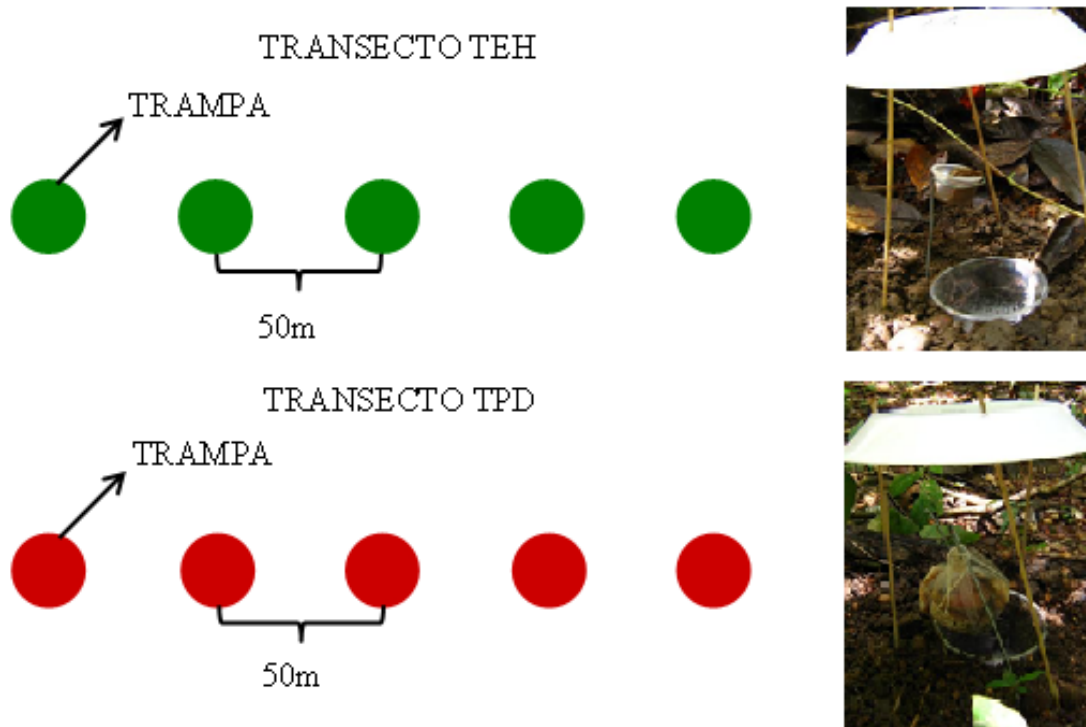 TRANSECTO TEH
TRAMPA
50m
TRANSECTO TPD
TRAMPA
50m